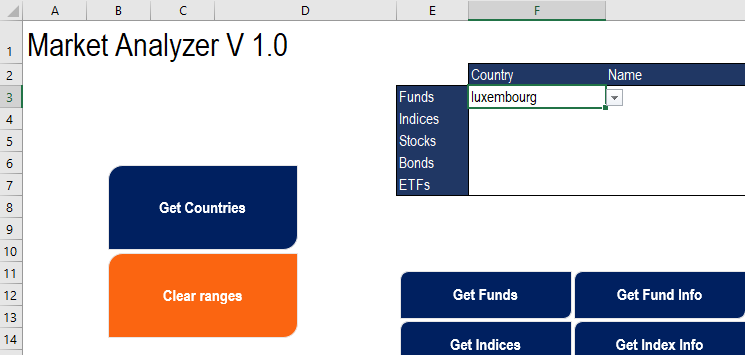 A B C D E F G
1 Market Analyzer V 1.0
2 Country Name
3 Funds luxembourg
4 Indices
5 Stocks
6 Bonds
7 ETFs
8 Get Countries
9
10
11
12 Clear ranges Get Funds Get Fund Info
13
14 Get Indices Get Index Info